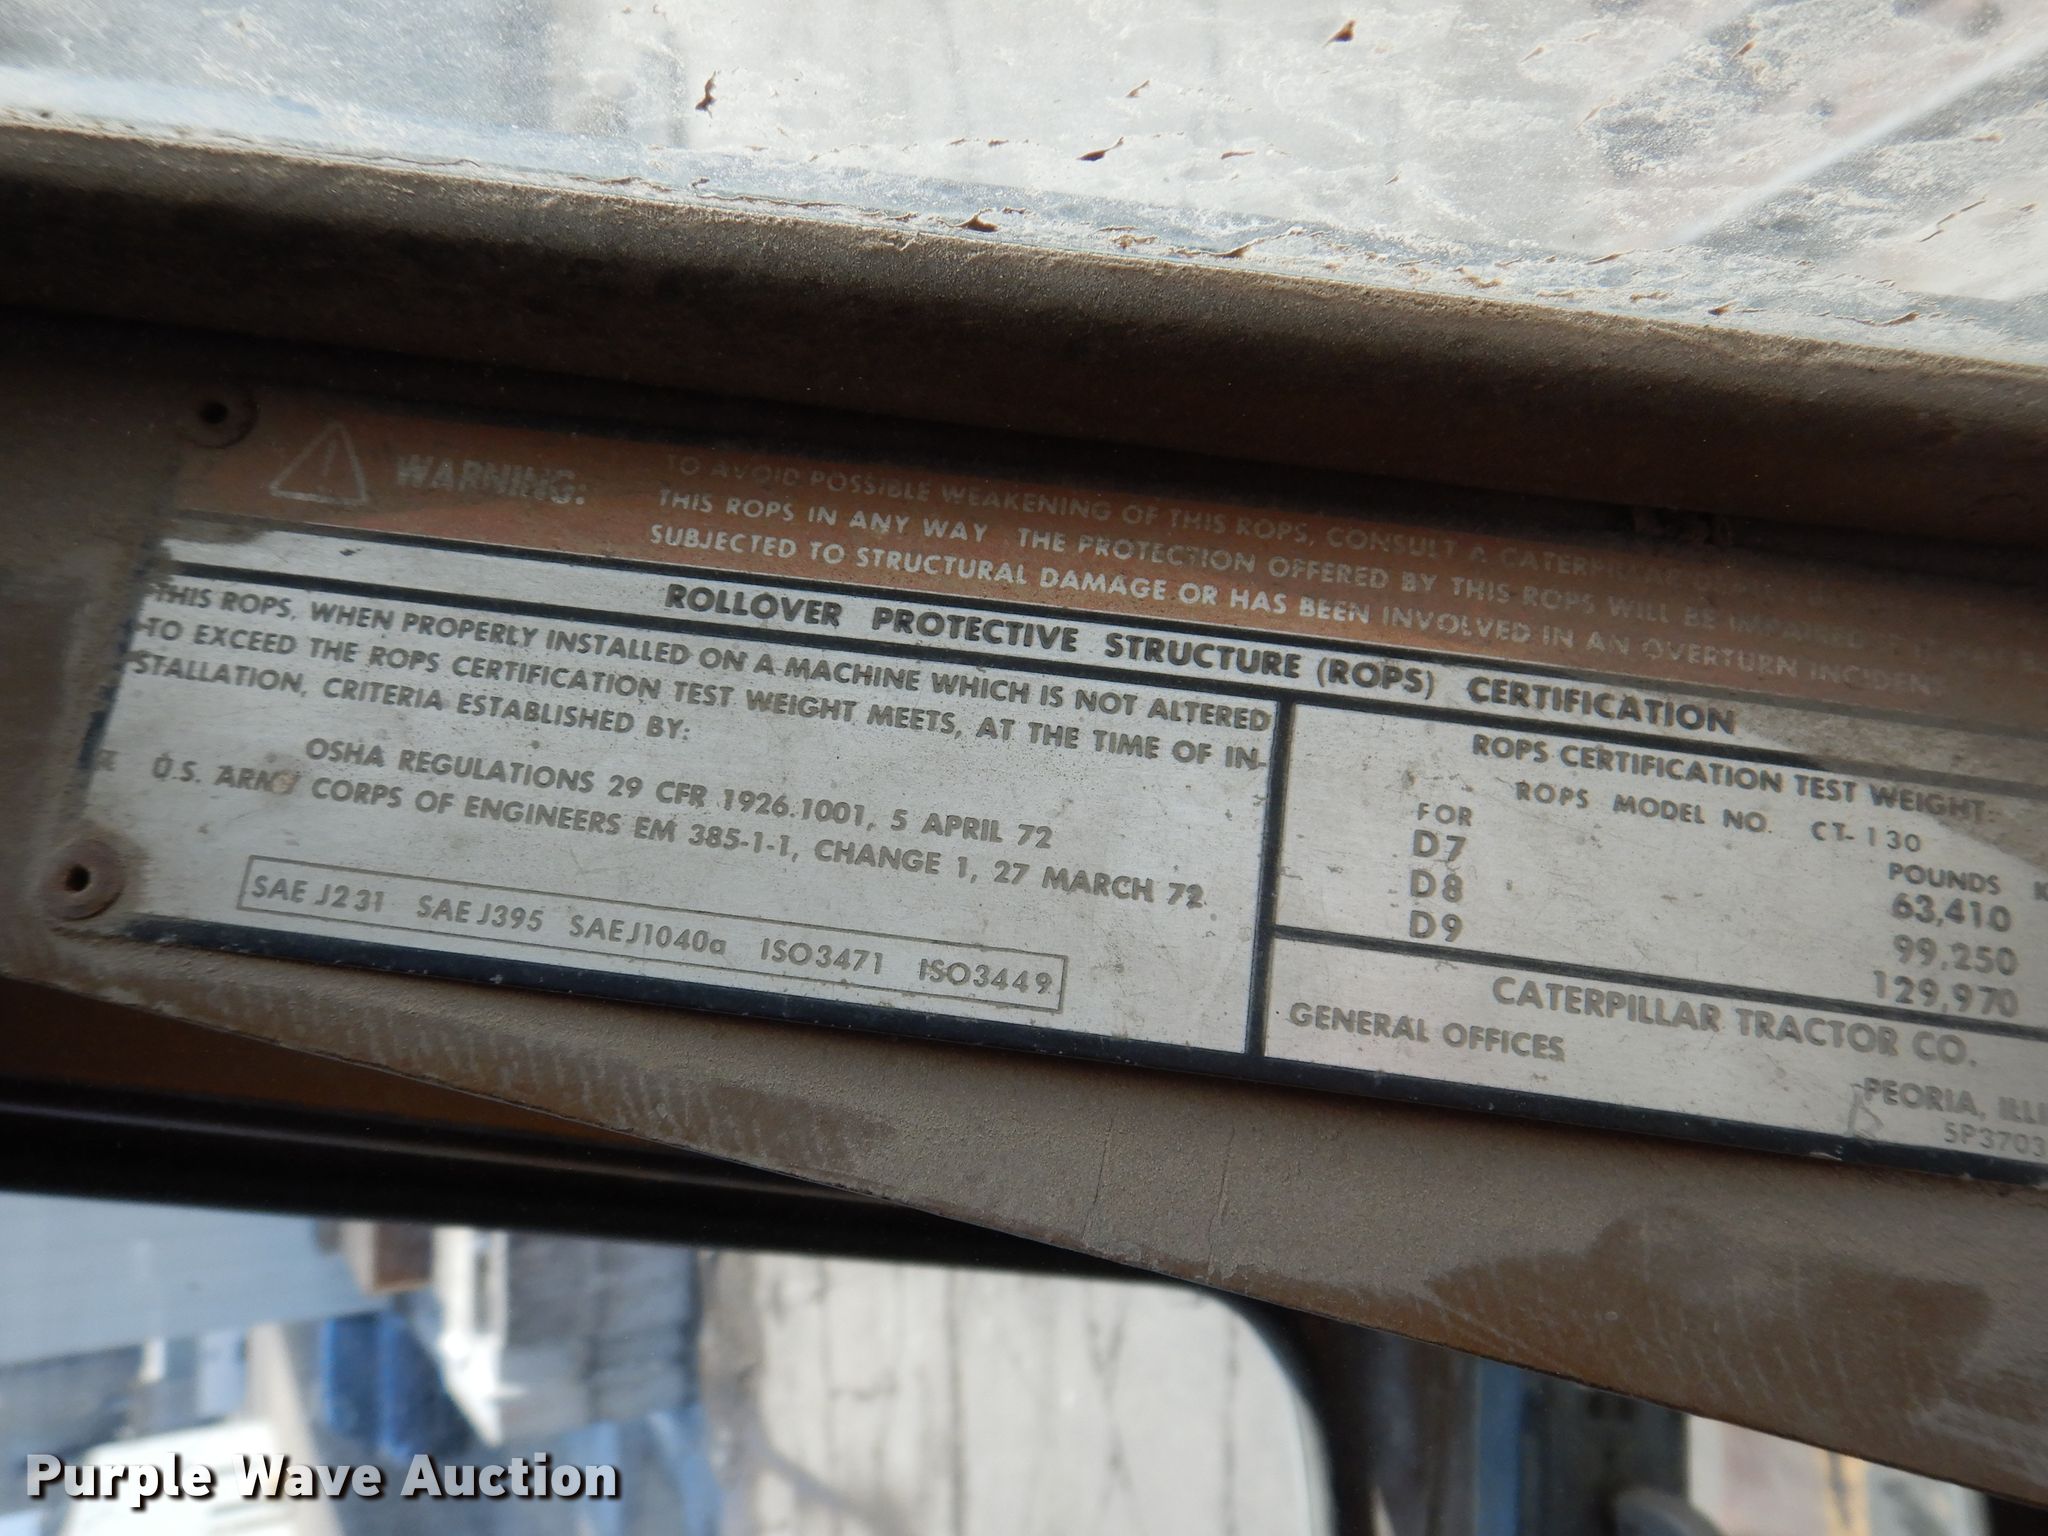 WARNING:
TO AVOID POSSIBLE WEAKENING OF THIS ROPS, CONSULT A CATERPILLAR
THIS ROPS IN ANY WAY THE PROTECTION OFFERED BY THIS ROPS WILL BE IMPAIRED
SUBJECTED TO STRUCTURAL DAMAGE OR HAS BEEN INVOLVED IN AN OVERTURN INCIDENT
ROLLOVER PROTECTIVE STRUCTURE (ROPS) CERTIFICATION
THIS ROPS, WHEN PROPERLY INSTALLED ON A MACHINE WHICH IS NOT ALTERED
TO EXCEED THE ROPS CERTIFICATION TEST WEIGHT MEETS, AT THE TIME OF IN-
STALLATION, CRITERIA ESTABLISHED BY:
OSHA REGULATIONS 29 CFR 1926.1001, 5 APRIL 72
U.S. ARMY CORPS OF ENGINEERS EM 385-1-1, CHANGE 1, 27 MARCH 72
SAE J231 SAE J395 SAEJ1040a ISO3471 ISO3449
ROPS CERTIFICATION TEST WEIGHT:
ROPS MODEL NO. CT-130
FOR POUNDS K
D7 63,410
D8 99,250
D9 129,970
CATERPILLAR TRACTOR CO.
GENERAL OFFICES PEORIA, ILLI
5P3703
Purple Wave Auction